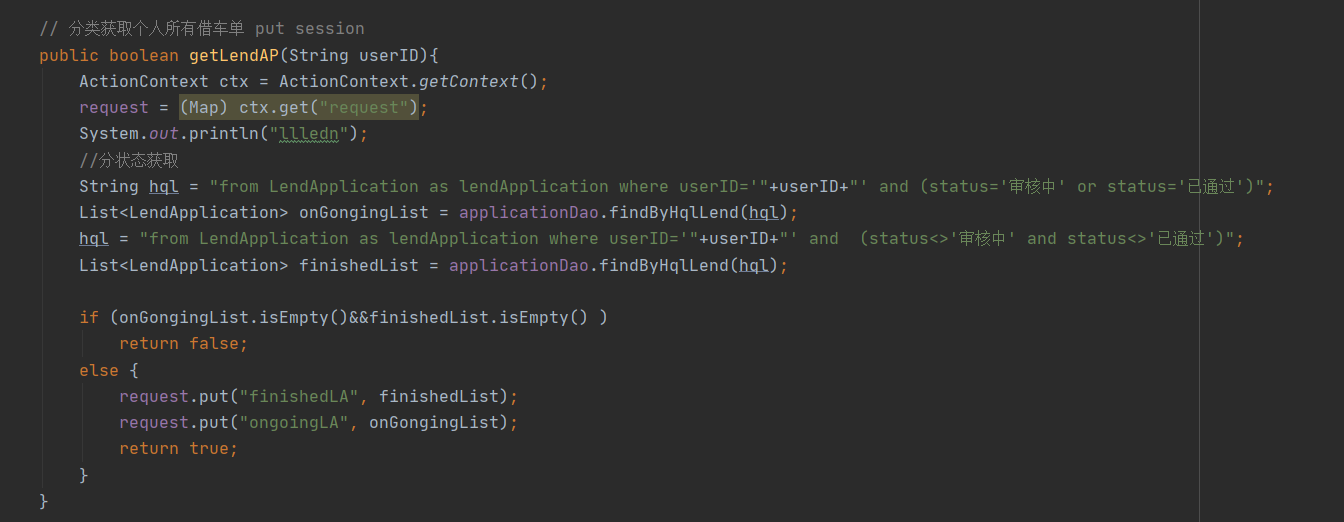 // 分类获取个人所有借车单 put session
public boolean getLendAP(String userID){
ActionContext ctx = ActionContext.getContext();
request = (Map) ctx.get("request");
System.out.println("llledn");
//分状态获取
String hql = "from LendApplication as lendApplication where userID='"+userID+"' and (status='审核中' or status='已通过')";
List<LendApplication> onGongingList = applicationDao.findByHqlLend(hql);
hql = "from LendApplication as lendApplication where userID='"+userID+"' and  (status<>'审核中' and status<>'已通过')";
List<LendApplication> finishedList = applicationDao.findByHqlLend(hql);
if (onGongingList.isEmpty()&&finishedList.isEmpty() )
return false;
else {
request.put("finishedLA", finishedList);
request.put("ongoingLA", onGongingList);
return true;
}
}